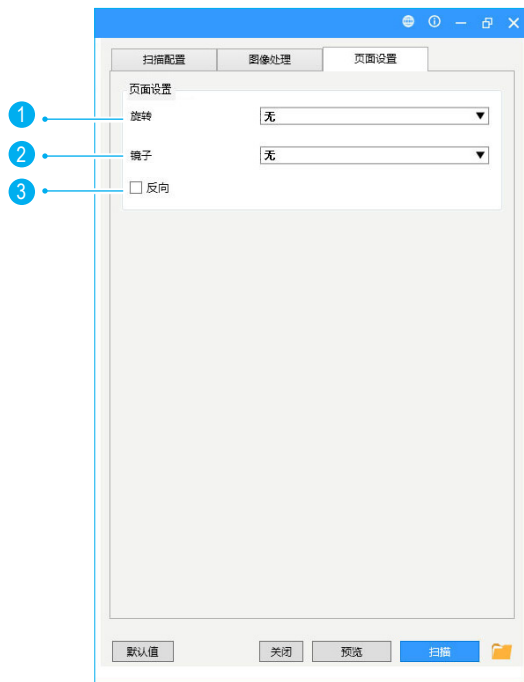 扫描配置 图像处理 页面设置
页面设置
1 旋转 无
2 镜子 无
3 反向
默认值 关闭 预览 扫描